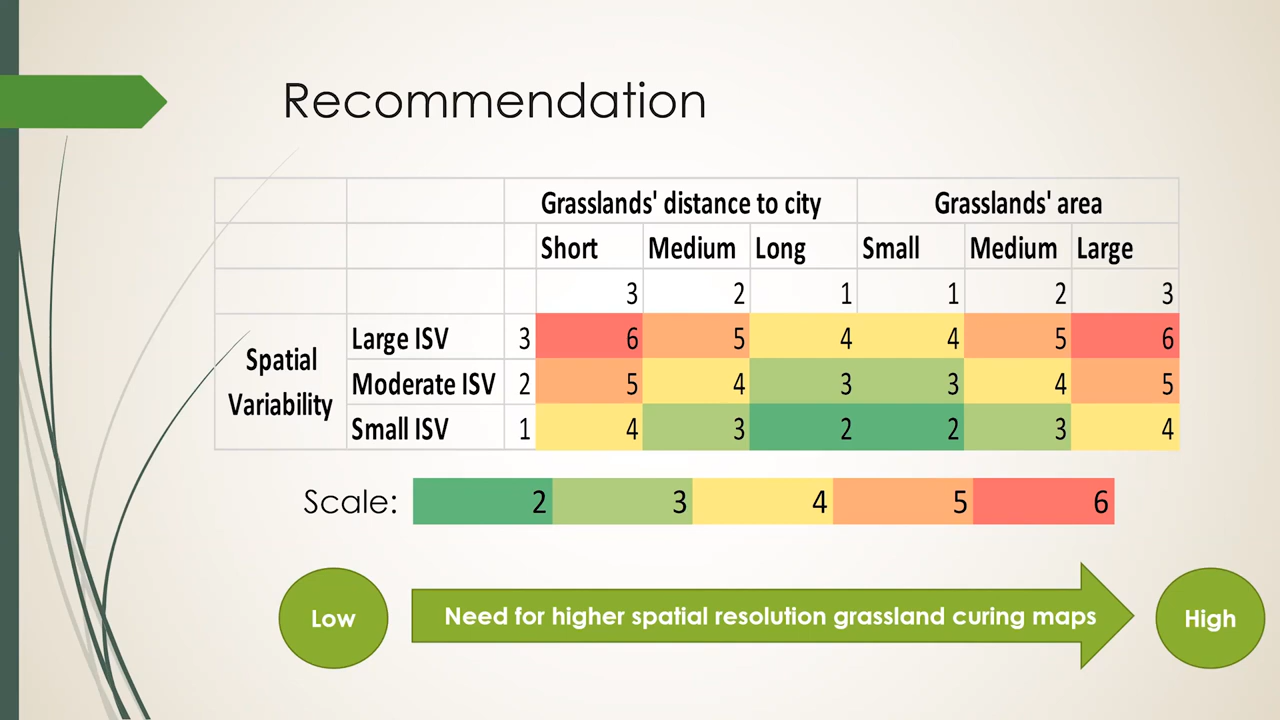 Recommendation
Grasslands' distance to city Grasslands' area
Short Medium Long Small Medium Large
3 2 1 1 2 3
Spatial Variability
Large ISV 3 6 5 4 4 5 6
Moderate ISV 2 5 4 3 3 4 5
Small ISV 1 4 3 2 2 3 4
Scale: 2 3 4 5 6
Low Need for higher spatial resolution grassland curing maps High